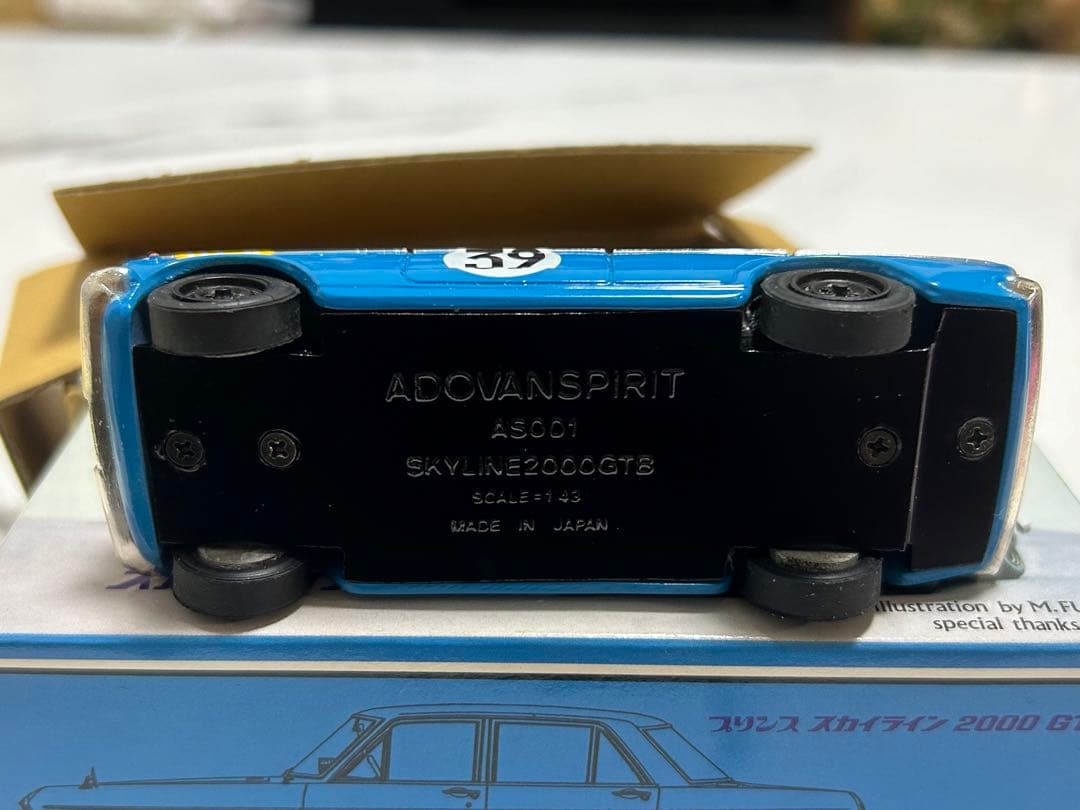 39
ADOVANSPIRIT
AS001
SKYLINE2000GTB
SCALE=1 43
MADE IN JAPAN
illustration by M.FU
special thanks
プリンス スカイライン 2000 GT